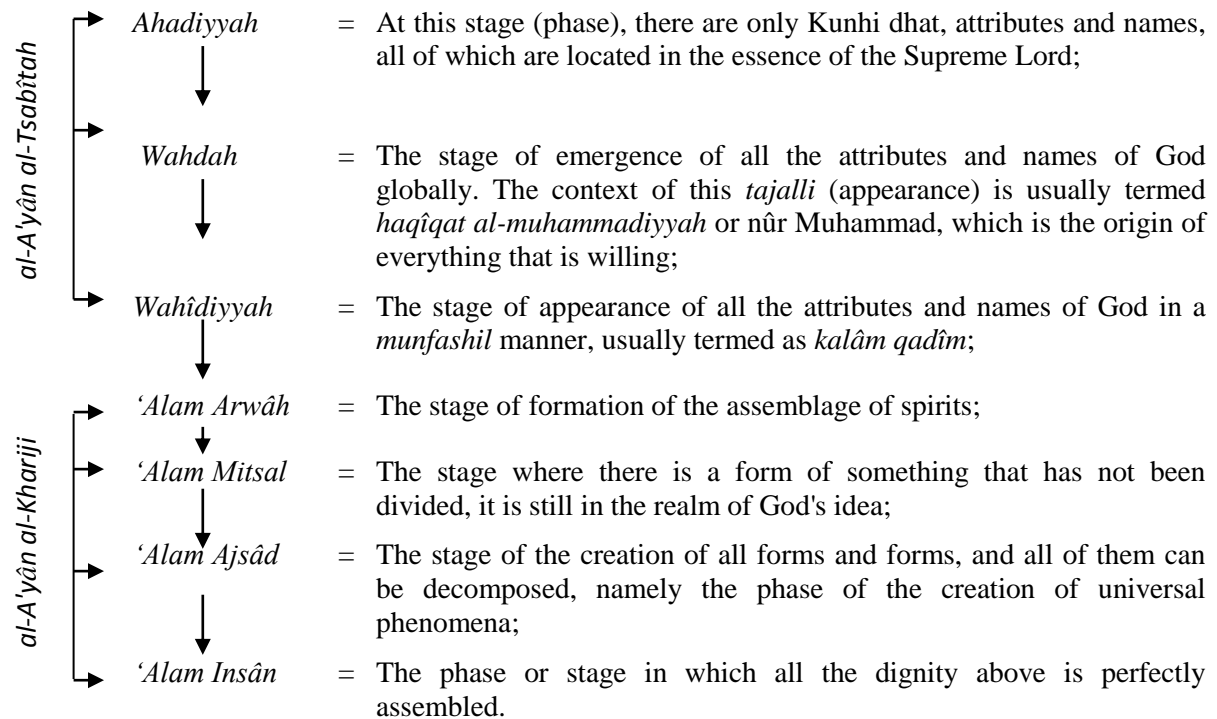 al-A'yân al-Tsabîtah
Ahadiyyah = At this stage (phase), there are only Kunhi dhat, attributes and names,
all of which are located in the essence of the Supreme Lord;
Wahdah = The stage of emergence of all the attributes and names of God
globally. The context of this tajalli (appearance) is usually termed
haqîqat al-muhammadiyyah or nûr Muhammad, which is the origin of
everything that is willing;
Wahîdiyyah = The stage of appearance of all the attributes and names of God in a
munfashil manner, usually termed as kalâm qadîm;
al-A'yân al-Khariji
‘Alam Arwâh = The stage of formation of the assemblage of spirits;
‘Alam Mitsal = The stage where there is a form of something that has not been
divided, it is still in the realm of God's idea;
‘Alam Ajsâd = The stage of the creation of all forms and forms, and all of them can
be decomposed, namely the phase of the creation of universal
phenomena;
‘Alam Insân = The phase or stage in which all the dignity above is perfectly
assembled.